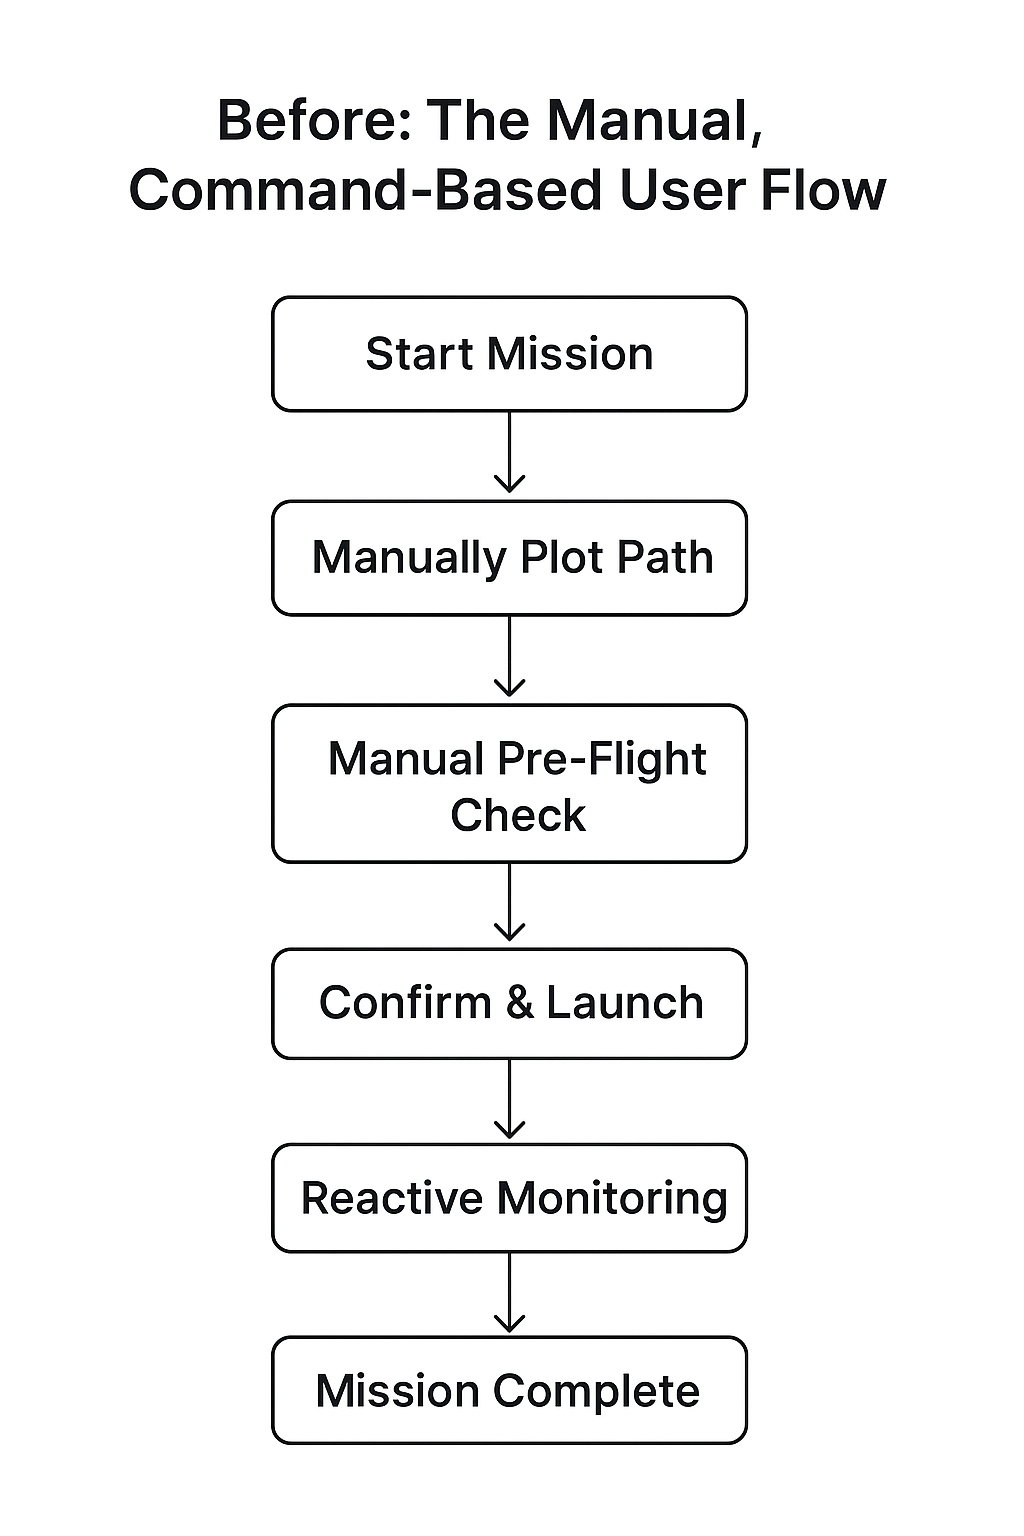 Before: The Manual,
Command-Based User Flow
Start Mission
Manually Plot Path
Manual Pre-Flight
Check
Confirm & Launch
Reactive Monitoring
Mission Complete